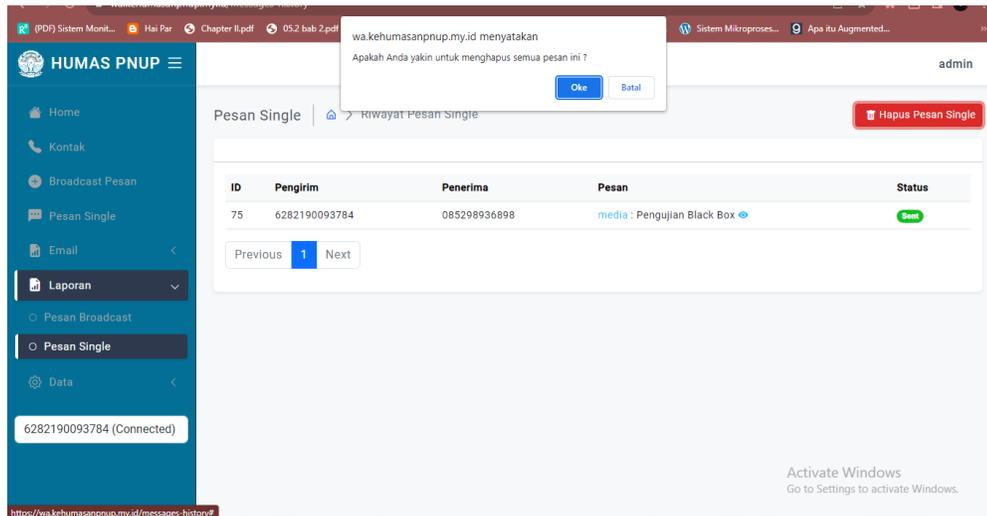 (PDF) Sistem Monit...
Hai Par
Chapter II.pdf
05.2 bab 2.pdf
Sistem Mikroproses...
Apa itu Augmented...
wa.kehumasanpnup.my.id menyatakan
Apakah Anda yakin untuk menghapus semua pesan ini ?
Oke
Batal
HUMAS PNUP
admin
Home
Kontak
Broadcast Pesan
Pesan Single
Email
Laporan
Pesan Broadcast
Pesan Single
Data
6282190093784 (Connected)
Pesan Single
Riwayat Pesan Single
Hapus Pesan Single
ID Pengirim Penerima Pesan Status
75 6282190093784 085298936898 media : Pengujian Black Box Sent
Previous 1 Next
Activate Windows
Go to Settings to activate Windows.
https://wa.kehumasanpnup.my.id/messages-history#